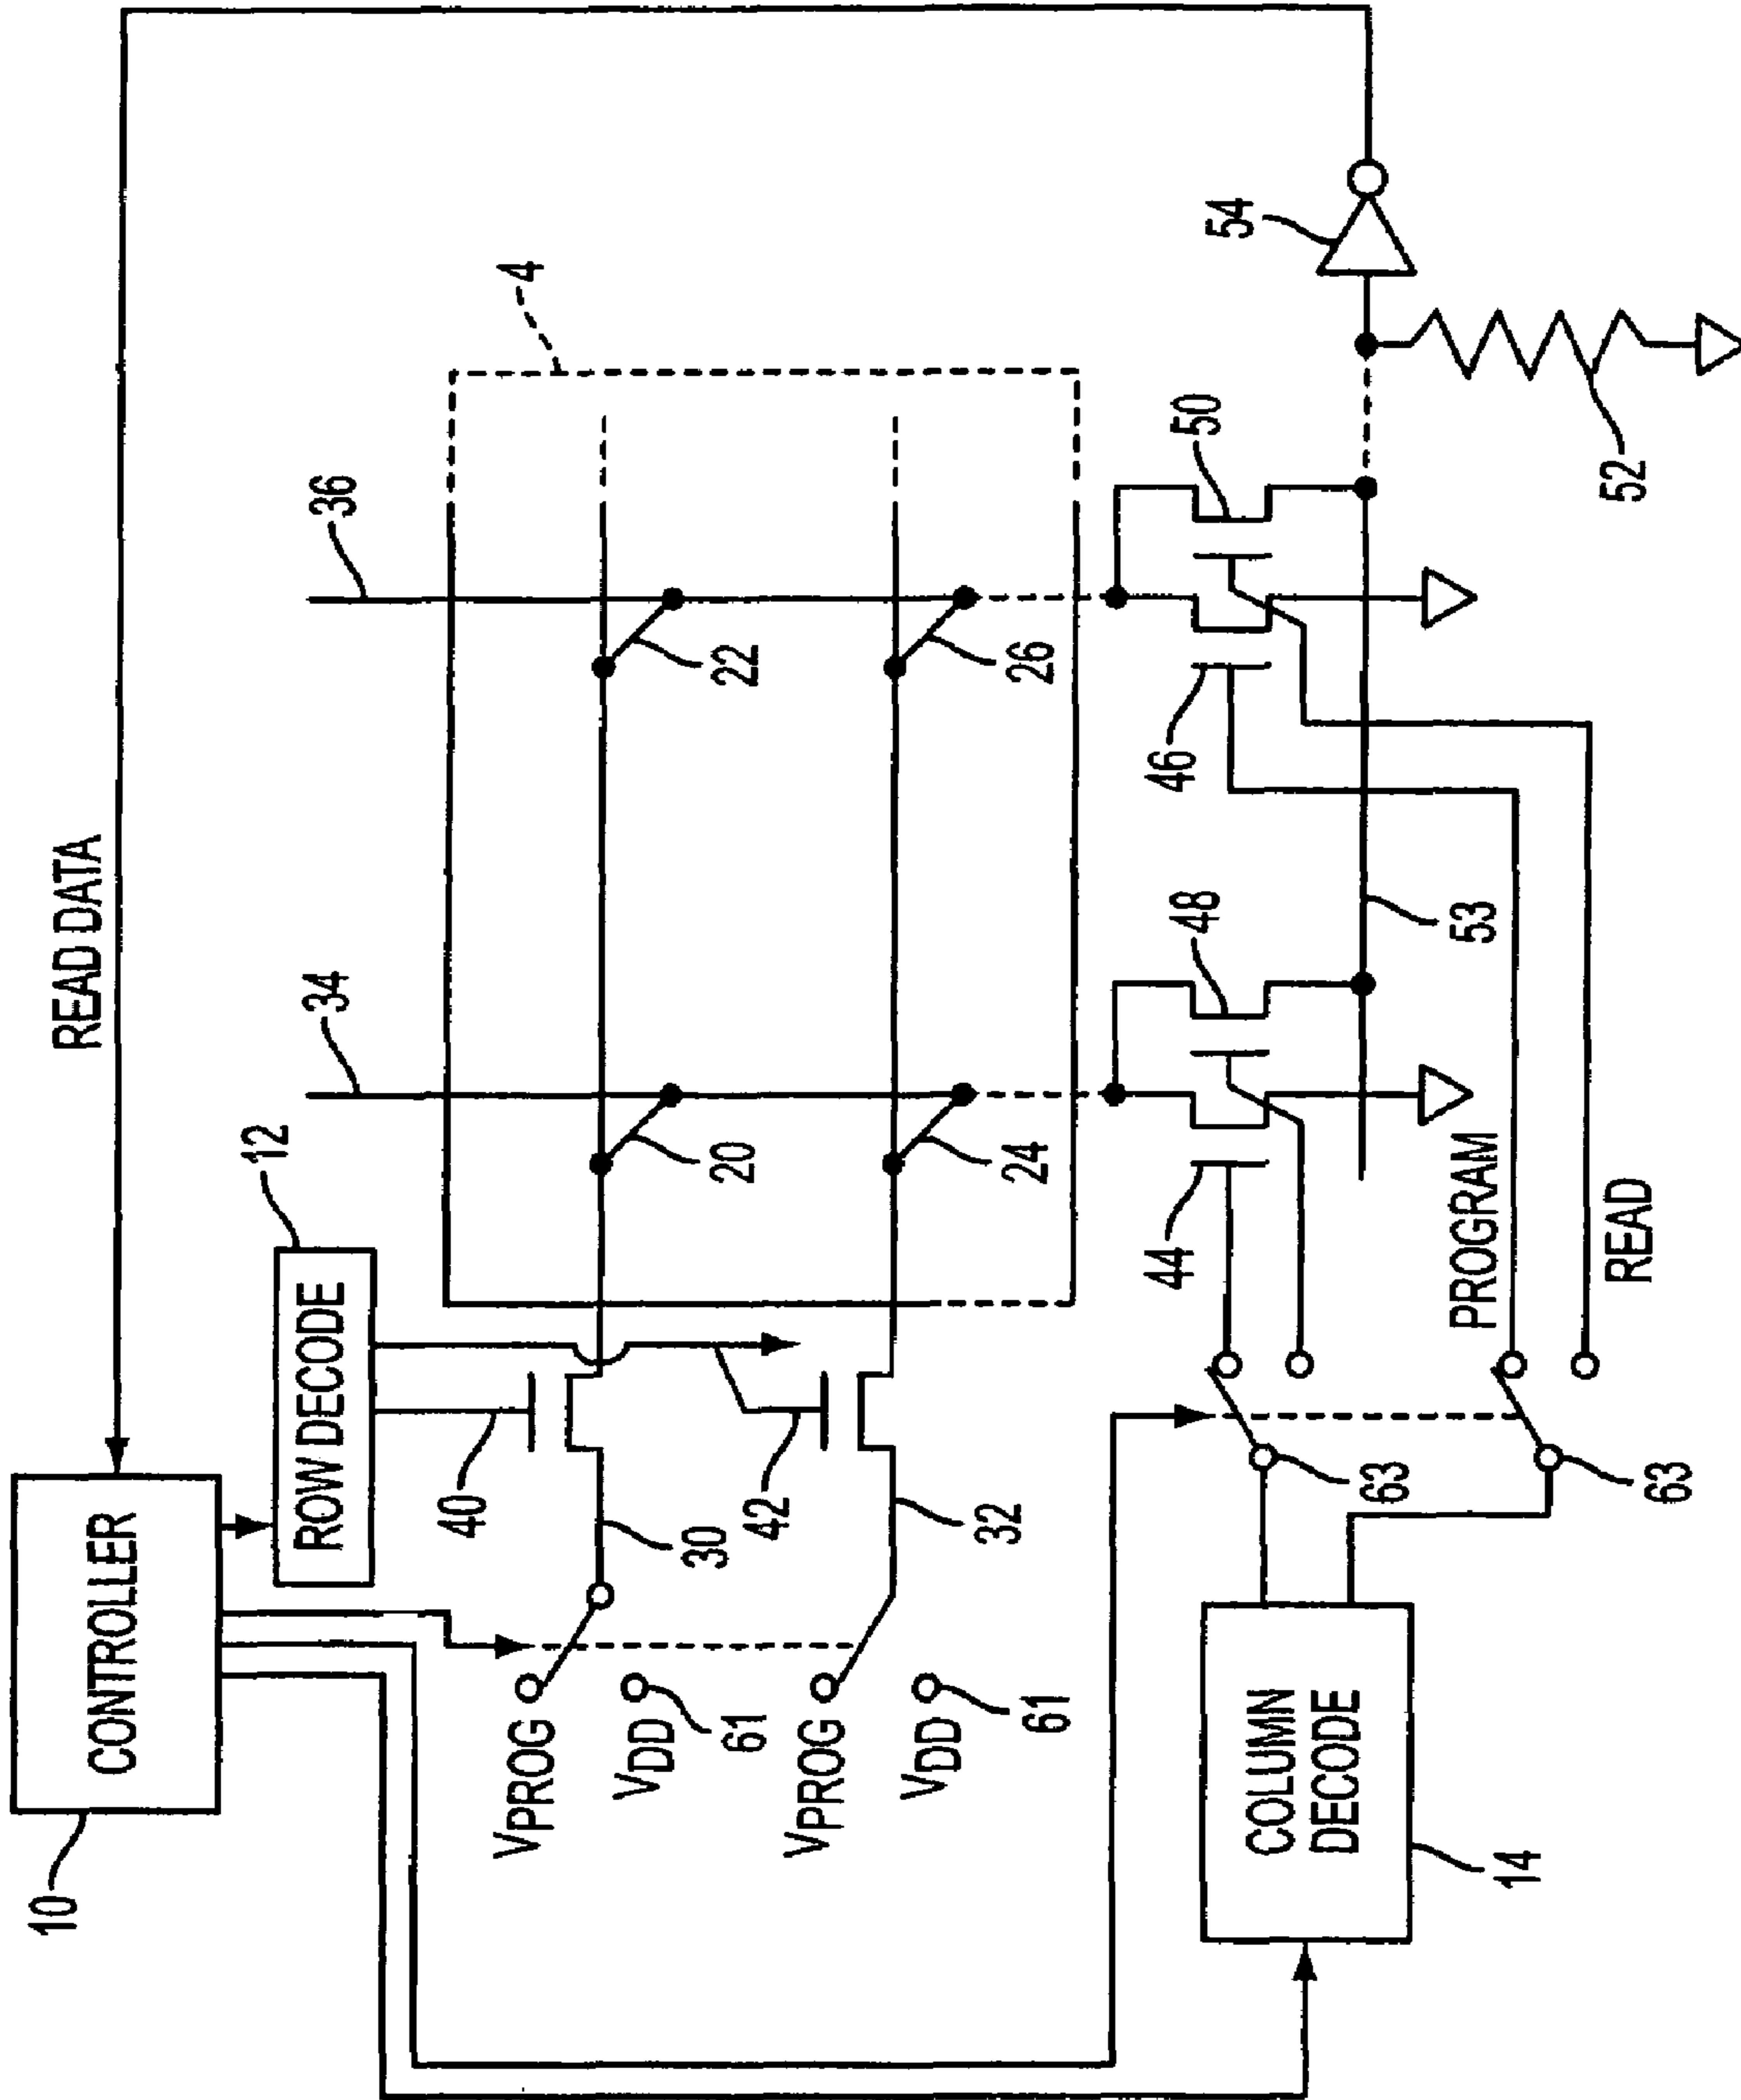 READ DATA
CONTROLLER
10
ROW DECODE
12
34
36
4
40
30
42
32
20
22
24
26
VPROG
VDD
61
VPROG
VDD
61
44
48
46
50
54
52
53
PROGRAM
READ
63
63
COLUMN
DECODE
14